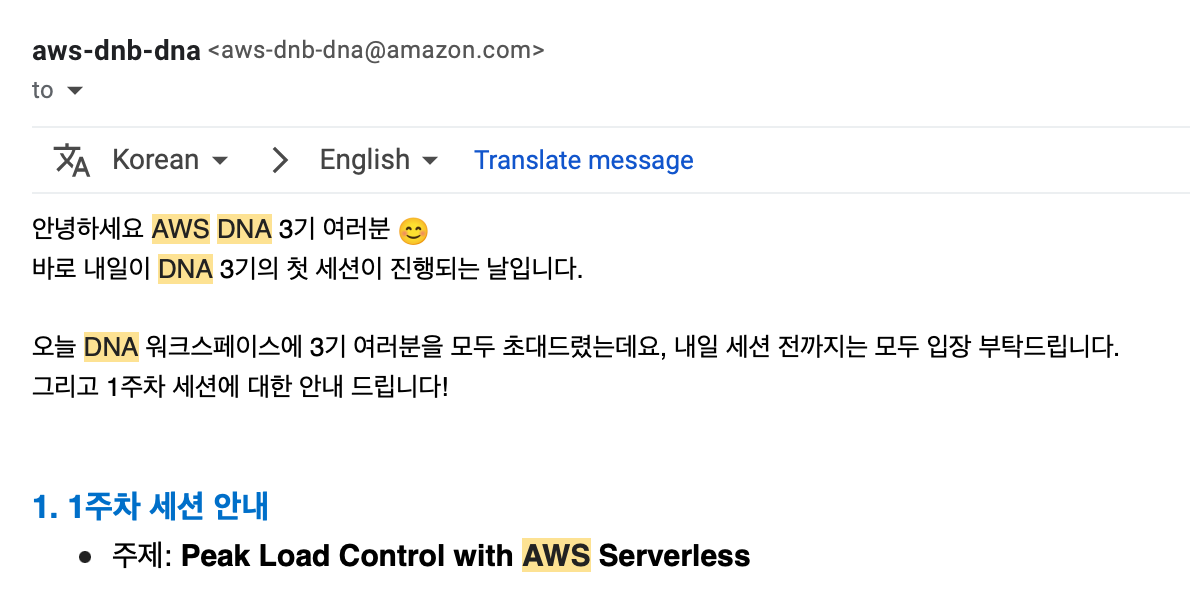 aws-dnb-dna <aws-dnb-dna@amazon.com>
to
Korean > English Translate message
안녕하세요 AWS DNA 3기 여러분 😊
바로 내일이 DNA 3기의 첫 세션이 진행되는 날입니다.
오늘 DNA 워크스페이스에 3기 여러분을 모두 초대드렸는데요, 내일 세션 전까지는 모두 입장 부탁드립니다.
그리고 1주차 세션에 대한 안내 드립니다!
1. 1주차 세션 안내
● 주제: Peak Load Control with AWS Serverless